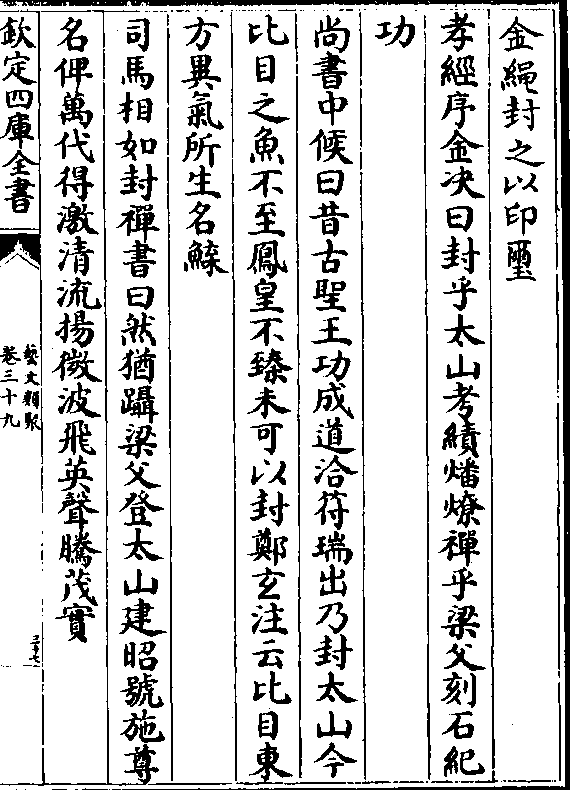 金繩封之以印璽
孝經序金决曰封乎太山考績燔燎禪乎梁父刻石紀
功
尚書中候曰昔古聖王功成道洽符瑞出乃封太山今
比目之魚不至鳳皇不臻未可以封鄭玄注云比目東
方異氣所生名鰈
司馬相如封禪書曰然猶躡梁父登太山建昭號施尊
名俾萬代得激清流揚微波飛英聲騰茂實
欽定四庫全書
藝文類聚
卷三十九